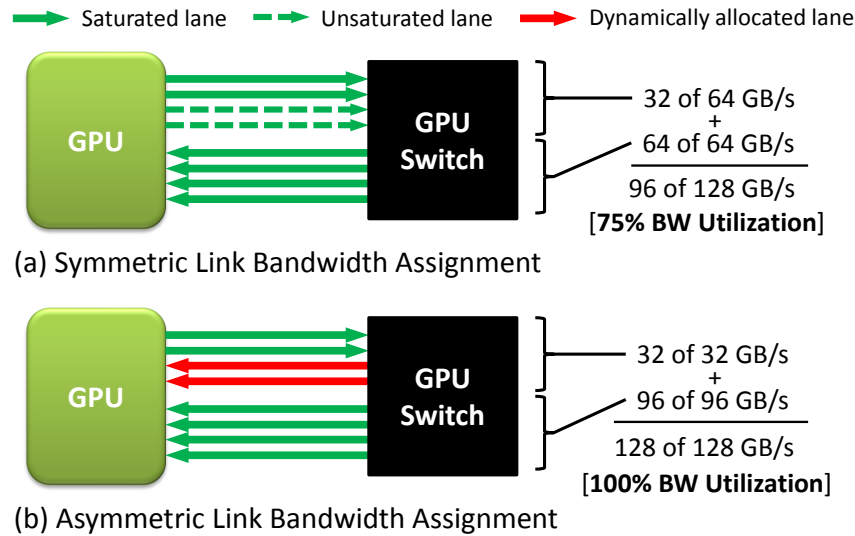 Saturated lane Unsaturated lane Dynamically allocated lane
GPU
GPU
Switch
32 of 64 GB/s
+
64 of 64 GB/s
96 of 128 GB/s
[75% BW Utilization]
(a) Symmetric Link Bandwidth Assignment
GPU
GPU
Switch
32 of 32 GB/s
+
96 of 96 GB/s
128 of 128 GB/s
[100% BW Utilization]
(b) Asymmetric Link Bandwidth Assignment